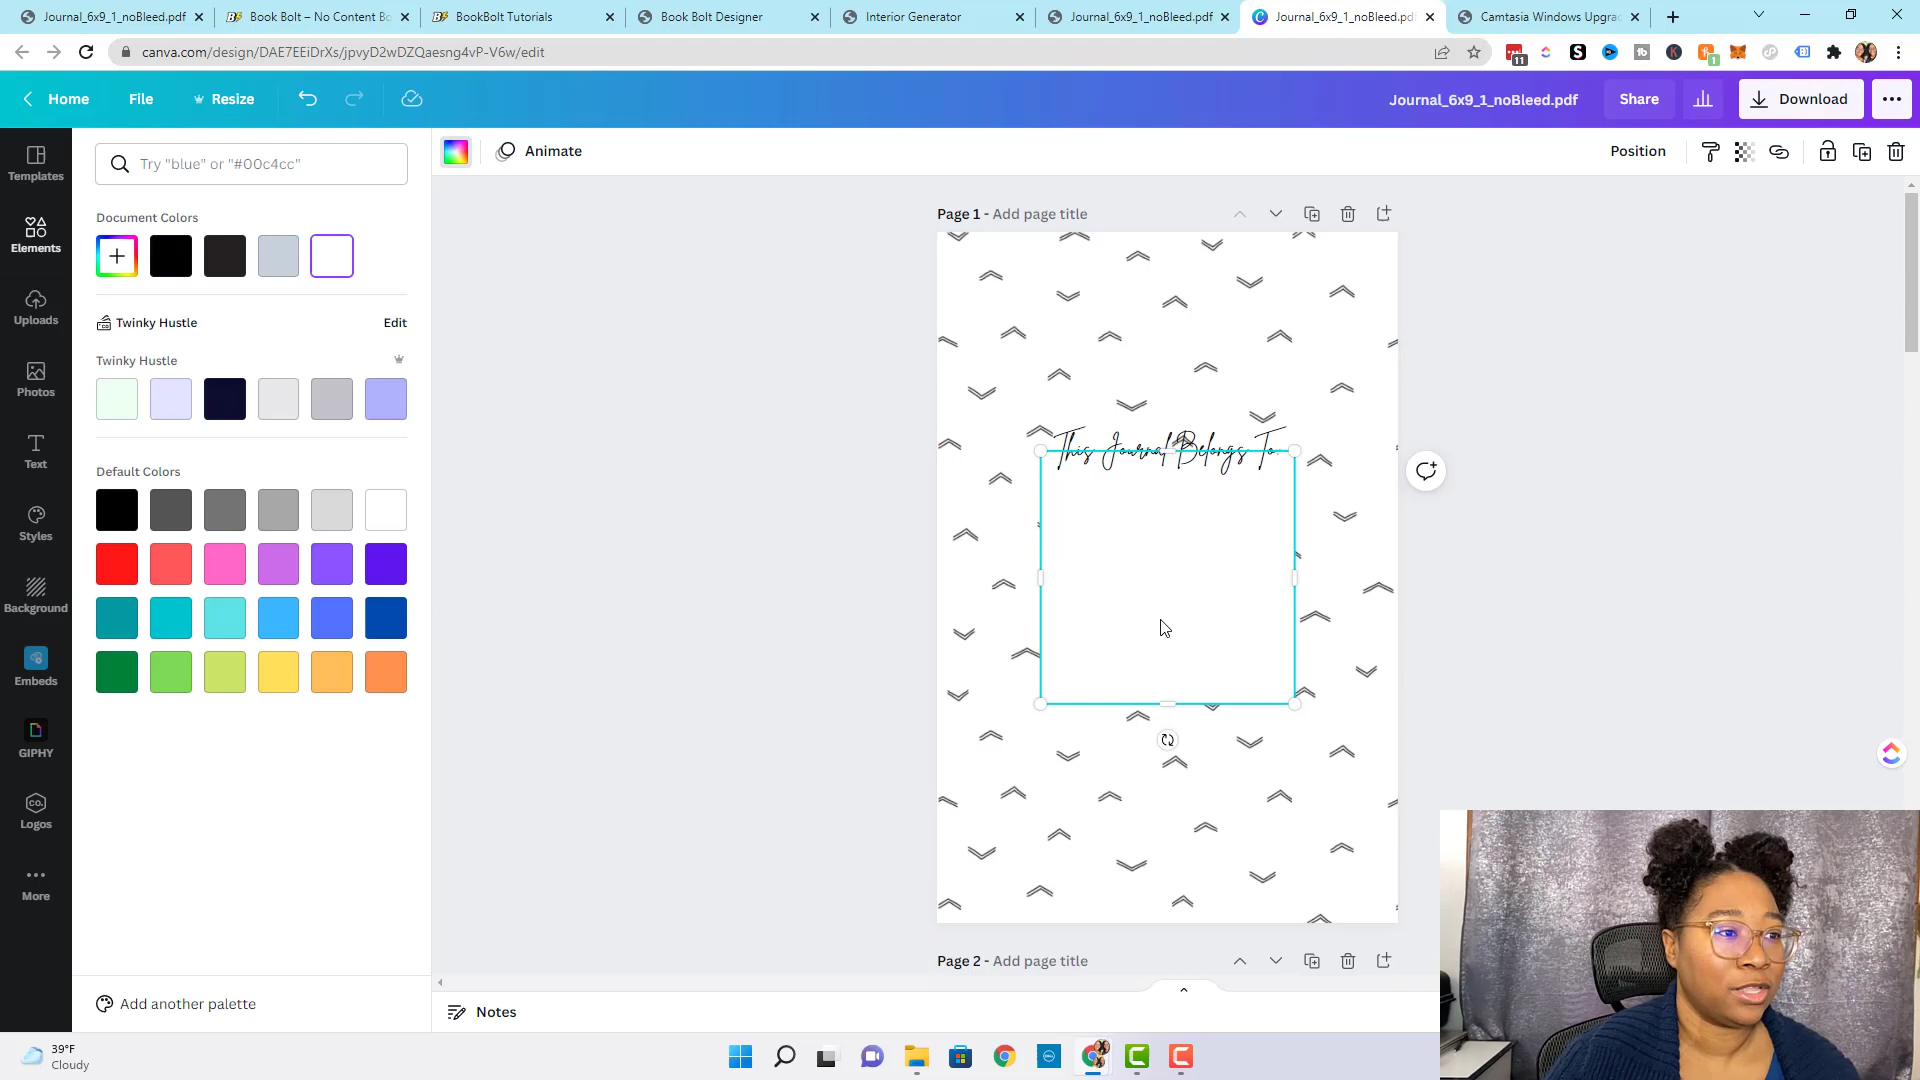 Journal_6x9_1_noBleed.pdf
Book Bolt – No Content Bo
BookBolt Tutorials
Book Bolt Designer
Interior Generator
Journal_6x9_1_noBleed.pdf
Journal_6x9_1_noBleed.pdf
Camtasia Windows Upgra
canva.com/design/DAE7EEiDrXs/jpvyD2wDZQaesng4vP-V6w/edit
11
1
Home
File
Resize
Journal_6x9_1_noBleed.pdf
Share
Download
Templates
Elements
Uploads
Photos
Text
Styles
Background
Embeds
GIPHY
Logos
More
Try "blue" or "#00c4cc"
Document Colors
Twinky Hustle
Edit
Twinky Hustle
Default Colors
Add another palette
Animate
Position
Page 1 - Add page title
This Journal Belongs To:
Page 2 - Add page title
Notes
39°F
Cloudy